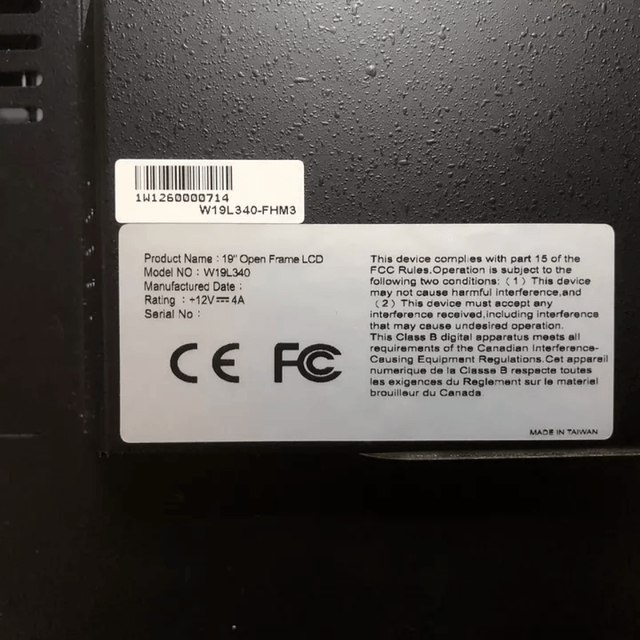 1W1260000714
W19L340-FHM3
Product Name : 19" Open Frame LCD
Model NO : W19L340
Manufactured Date :
Rating : +12V⎓4A
Serial No :
CE FC
This device complies with part 15 of the
FCC Rules.Operation is subject to the
following two conditions: (1) This device
may not cause harmful interference,and
(2) This device must accept any
interference received,including interference
that may cause undesired operation.
This Class B digital apparatus meets all
requirements of the Canadian Interference-
Causing Equipment Regulations.Cet appareil
numerique de la Classe B respecte toutes
les exigences du Reglement sur le materiel
brouilleur du Canada.
MADE IN TAIWAN